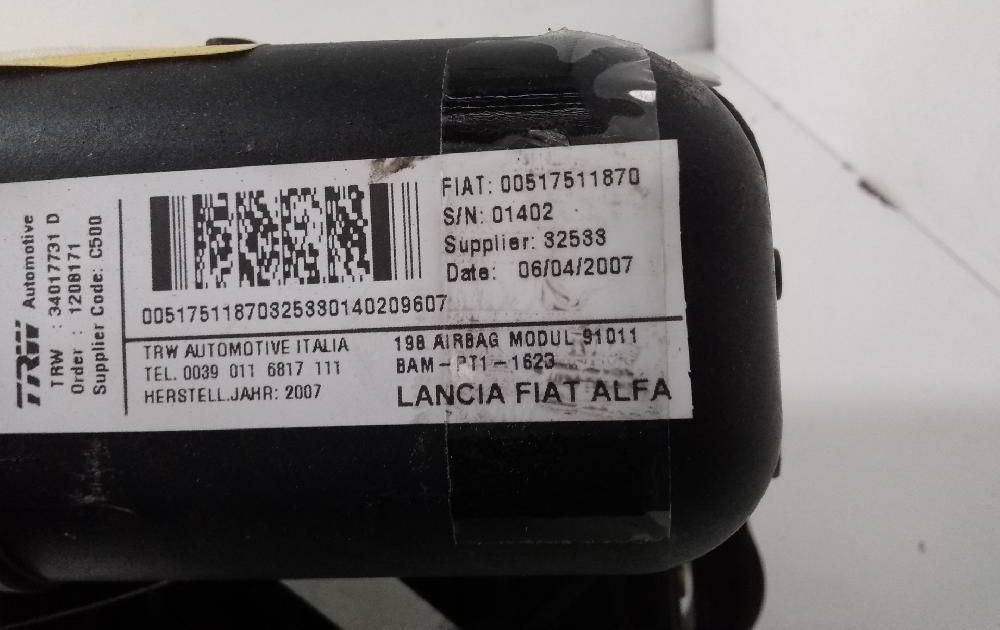 TRW Automotive
TRW : 34017731 D
Order : 1208171
Supplier Code: C500
FIAT: 00517511870
S/N: 01402
Supplier: 32533
Date: 06/04/2007
00517511870325330140209607
TRW AUTOMOTIVE ITALIA
TEL. 0039 011 6817 111
HERSTELL.JAHR: 2007
198 AIRBAG MODUL 91011
BAM-PT1-1623
LANCIA FIAT ALFA